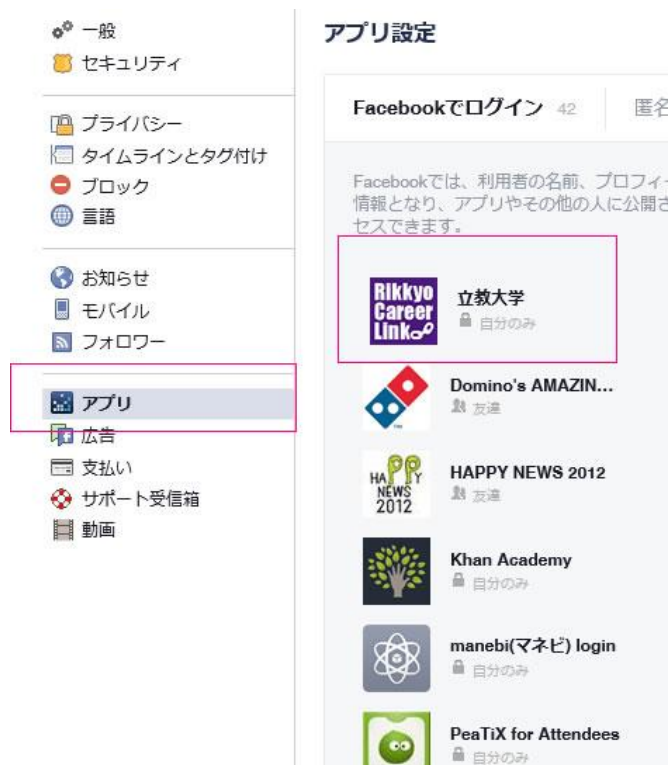 一般
セキュリティ
プライバシー
タイムラインとタグ付け
ブロック
言語
お知らせ
モバイル
フォロワー
アプリ
広告
支払い
サポート受信箱
動画
アプリ設定
Facebookでログイン 42
匿名
Facebookでは、利用者の名前、プロフィー
情報となり、アプリやその他の人に公開さ
セスできます。
Rikkyo
Career
Link
立教大学
自分のみ
Domino's AMAZIN...
友達
HAPPY
NEWS
2012
HAPPY NEWS 2012
友達
Khan Academy
自分のみ
manebi(マネビ) login
自分のみ
PeaTiX for Attendees
自分のみ